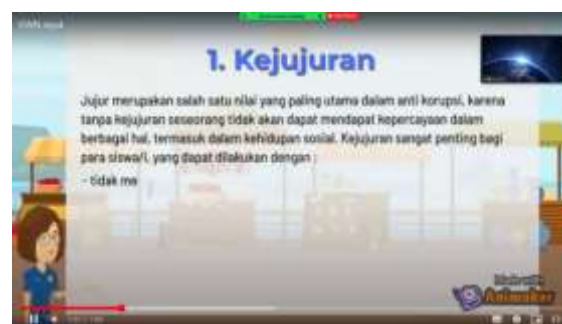 1. Kejujuran
Jujur merupakan salah satu nilai yang paling utama dalam anti korupsi, karena
tanpa kejujuran seseorang tidak akan dapat mendapat kepercayaan dalam
berbagai hal, termasuk dalam kehidupan sosial. Kejujuran sangat penting bagi
para siswa/i, yang dapat dilakukan dengan :
- tidak me
Made with
Animaker